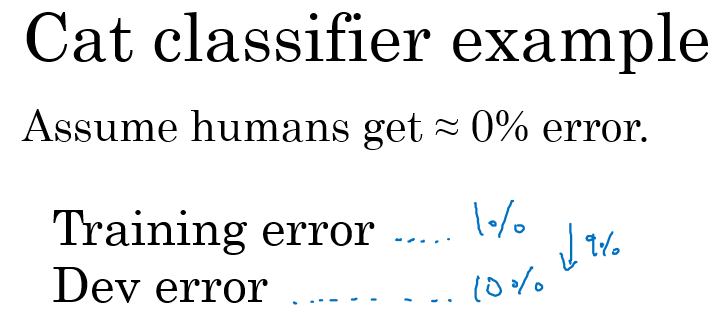 Cat classifier example
Assume humans get ≈ 0% error.
Training error ..... 1%
↓ 9%
Dev error ......... 10%